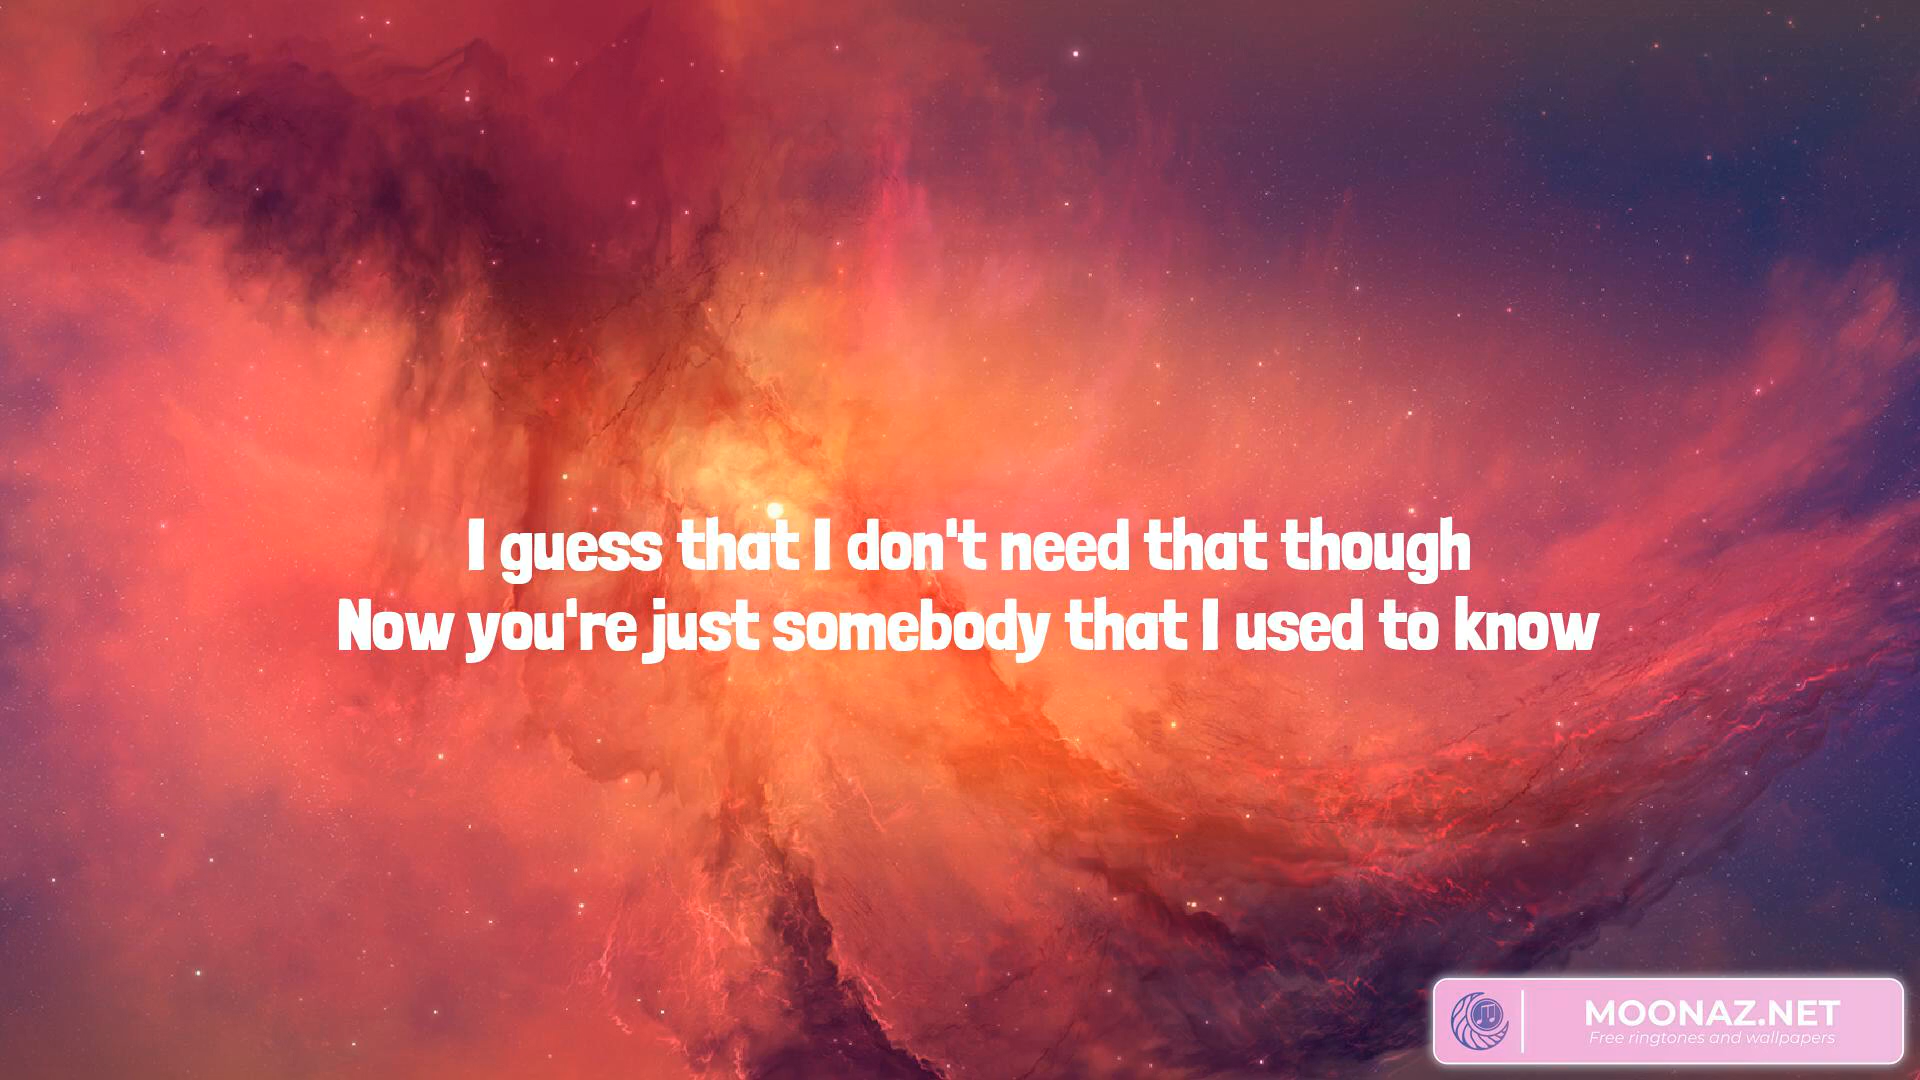 I guess that I don't need that though
Now you're just somebody that I used to know
MOONAZ.NET
Free ringtones and wallpapers